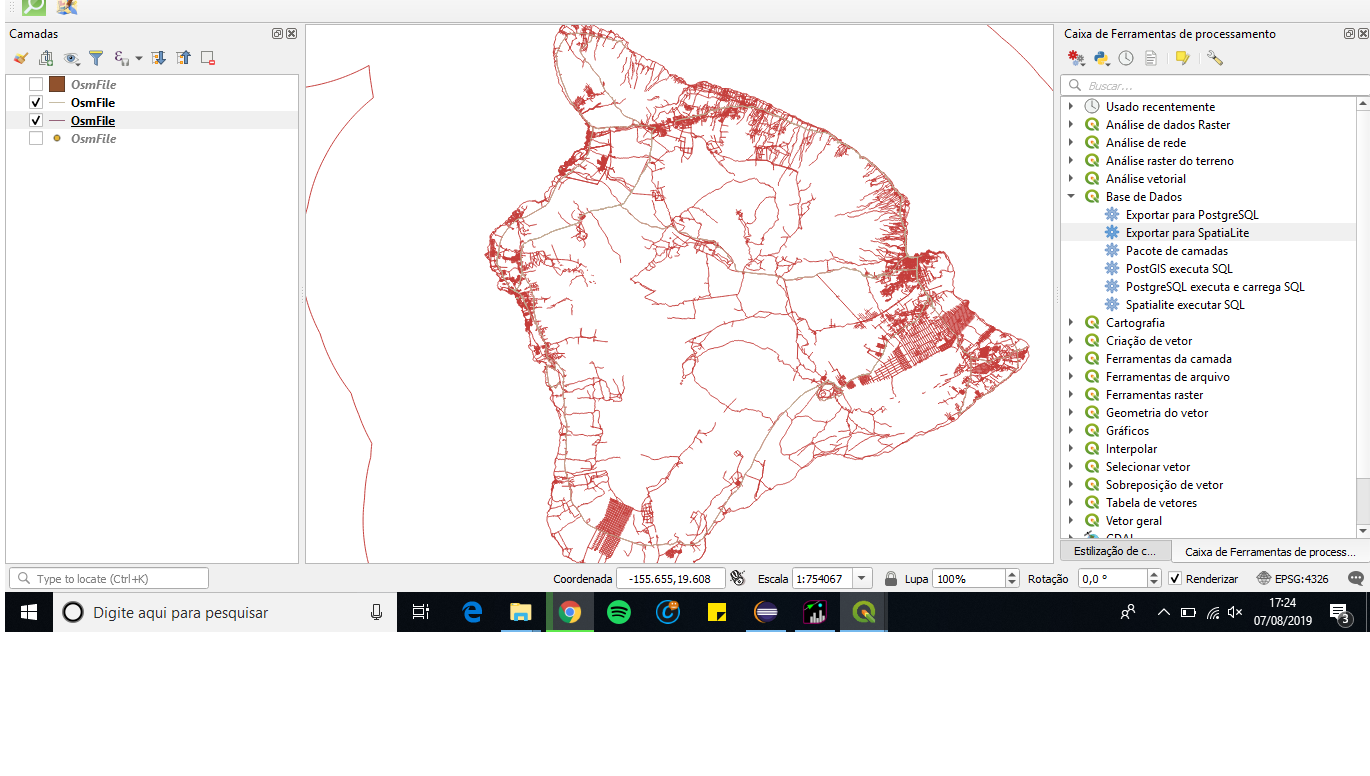 Camadas
OsmFile
OsmFile
OsmFile
OsmFile
Caixa de Ferramentas de processamento
Buscar...
Usado recentemente
Análise de dados Raster
Análise de rede
Análise raster do terreno
Análise vetorial
Base de Dados
Exportar para PostgreSQL
Exportar para SpatiaLite
Pacote de camadas
PostGIS executa SQL
PostgreSQL executa e carrega SQL
Spatialite executar SQL
Cartografia
Criação de vetor
Ferramentas da camada
Ferramentas de arquivo
Ferramentas raster
Geometria do vetor
Gráficos
Interpolar
Selecionar vetor
Sobreposição de vetor
Tabela de vetores
Vetor geral
GDAL
Estilização de c... Caixa de Ferramentas de process...
Type to locate (Ctrl+K) Coordenada -155.655,19.608 Escala 1:754067 Lupa 100% Rotação 0,0 ° Renderizar EPSG:4326
Digite aqui para pesquisar
17:24
07/08/2019
3